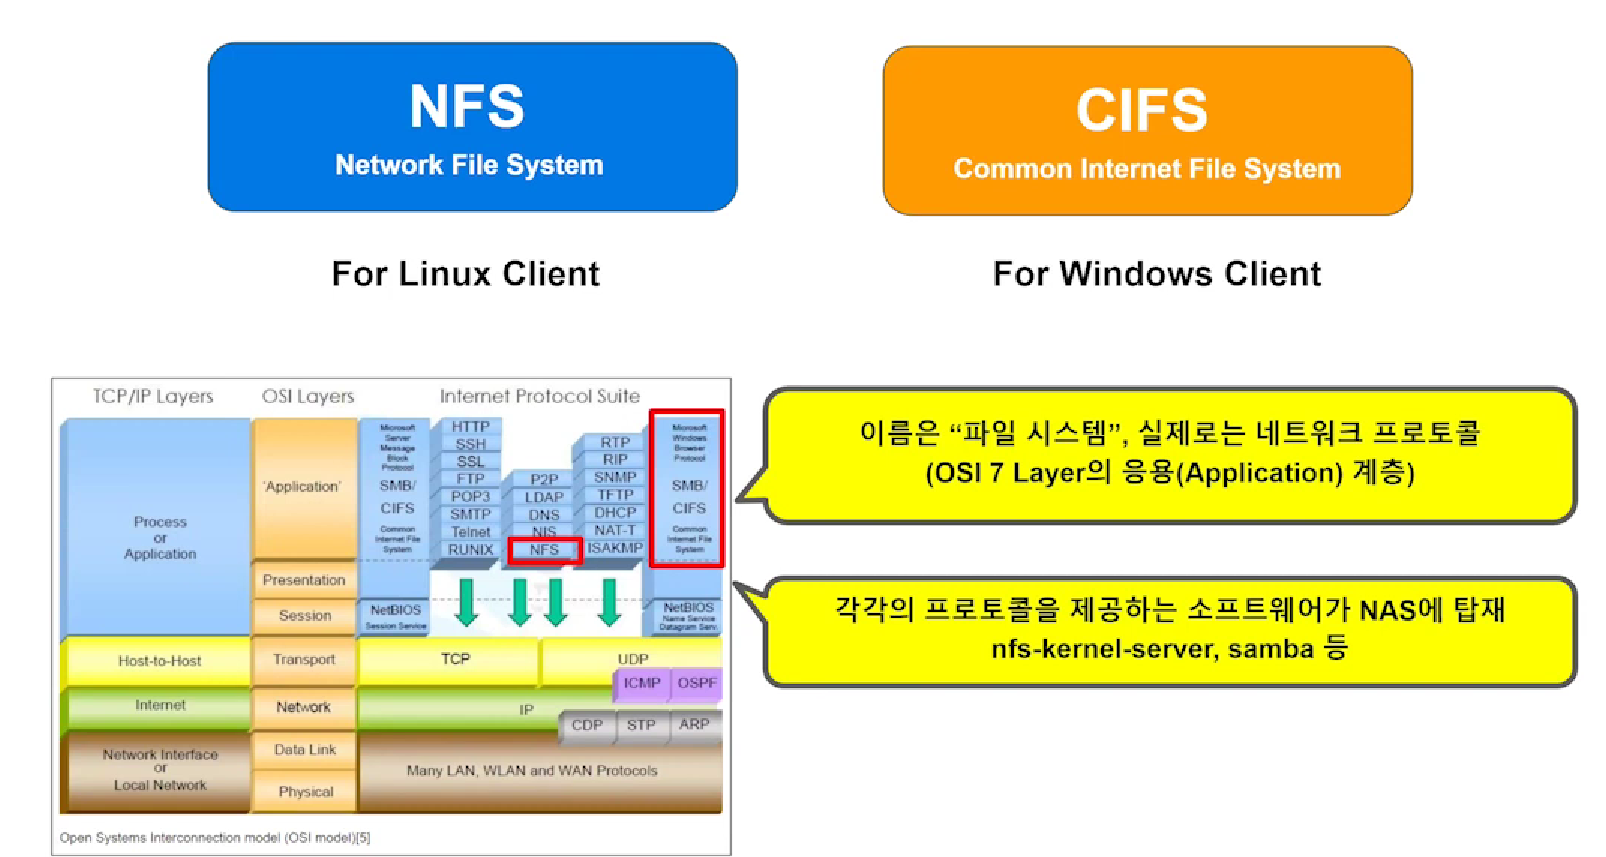 NFS
Network File System
CIFS
Common Internet File System
For Linux Client
For Windows Client
TCP/IP Layers
OSI Layers
Internet Protocol Suite
Process
or
Application
'Application'
Presentation
Session
Microsoft
Server
Message
Block
Protocol
SMB/
CIFS
Common
Internet File
System
NetBIOS
Session Service
HTTP
SSH
SSL
FTP
POP3
SMTP
Telnet
RUNIX
P2P
LDAP
DNS
NIS
NFS
RTP
RIP
SNMP
TFTP
DHCP
NAT-T
ISAKMP
Microsoft
Windows
Browser
Protocol
SMB/
CIFS
Common
Internet File
System
NetBIOS
Name Service
Datagram Serv.
Host-to-Host
Transport
TCP
UDP
ICMP
OSPF
Internet
Network
IP
CDP
STP
ARP
Network Interface
or
Local Network
Data Link
Physical
Many LAN, WLAN and WAN Protocols
Open Systems Interconnection model (OSI model)[5]
이름은 “파일 시스템”, 실제로는 네트워크 프로토콜
(OSI 7 Layer의 응용(Application) 계층)
각각의 프로토콜을 제공하는 소프트웨어가 NAS에 탑재
nfs-kernel-server, samba 등